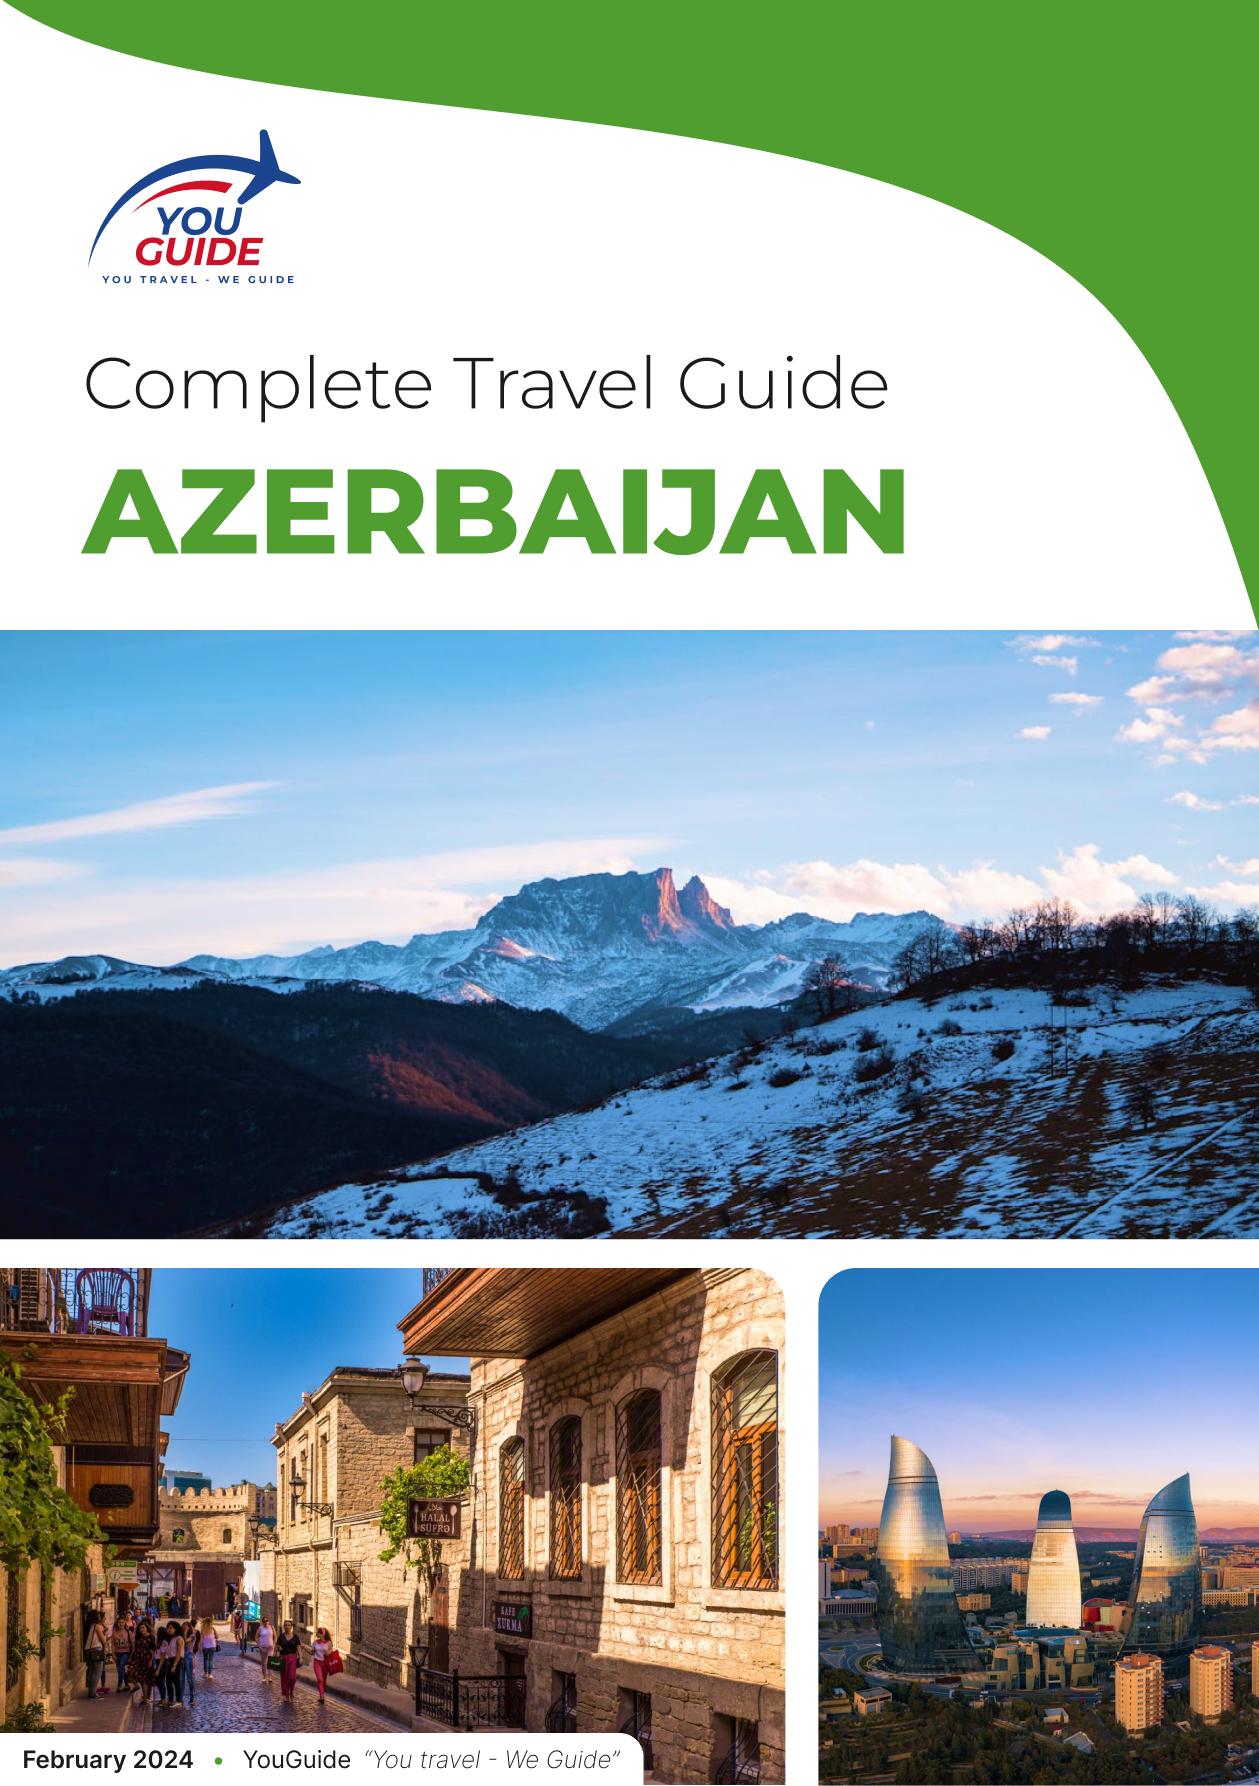 YOU
GUIDE
YOU TRAVEL - WE GUIDE
Complete Travel Guide
AZERBAIJAN
HALAL
SÜFRƏ
KAFE
XURMA
February 2024 • YouGuide “You travel - We Guide”